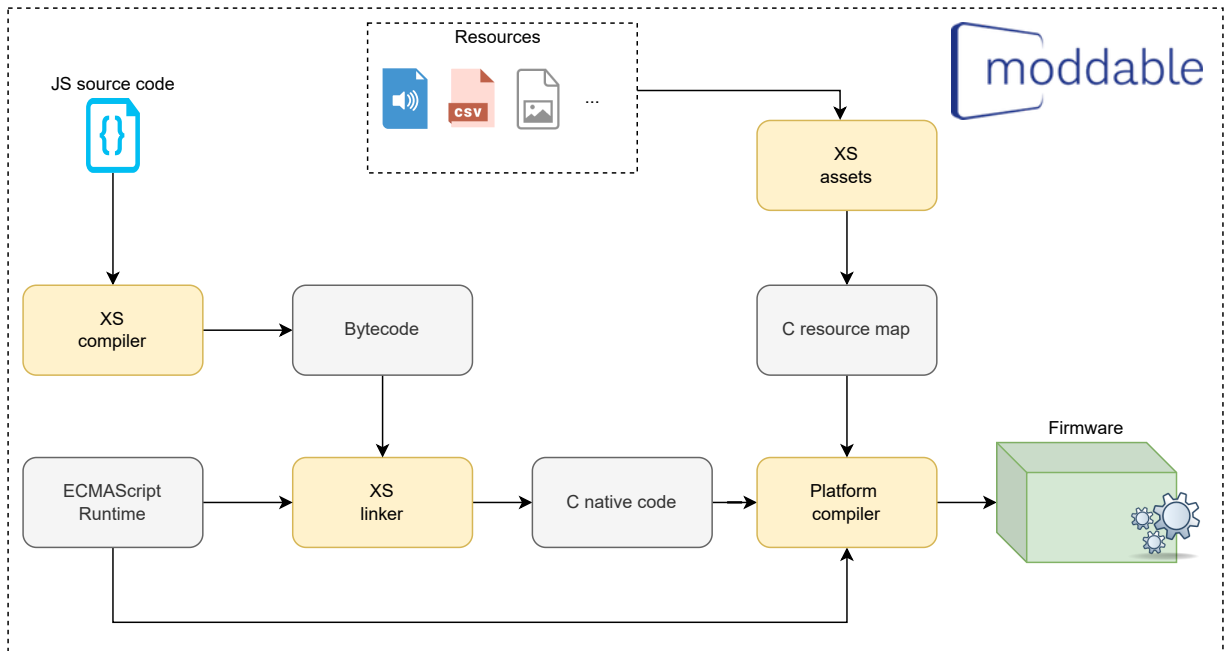 Resources
moddable
JS source code
{}
CSV
...
XS
assets
XS
compiler
Bytecode
C resource map
Firmware
ECMAScript
Runtime
XS
linker
C native code
Platform
compiler